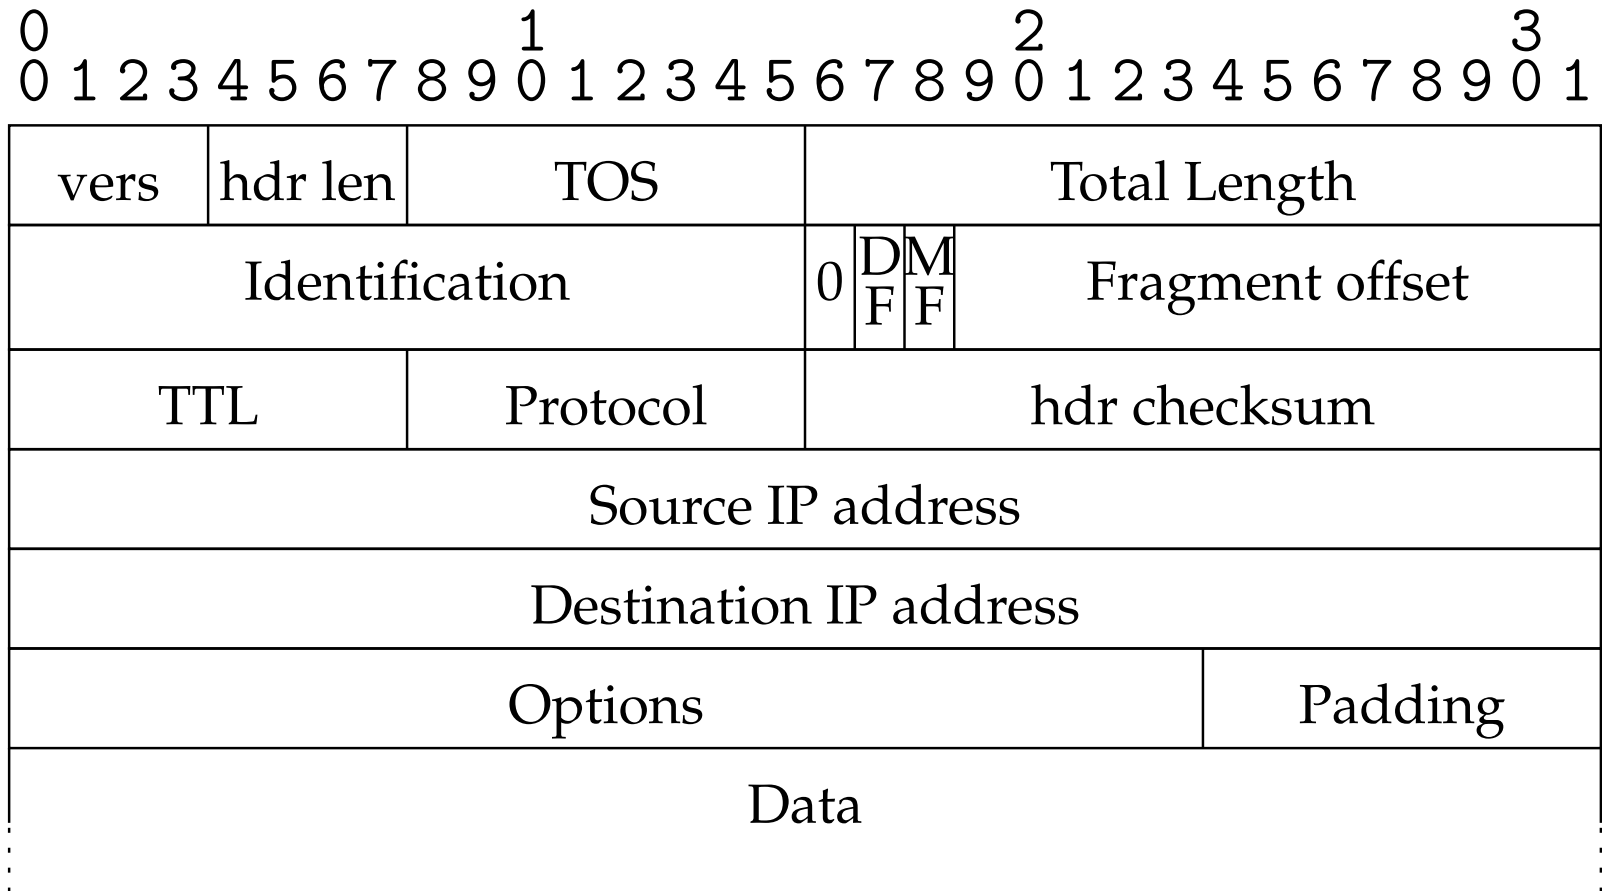 0 1 2 3
0 1 2 3 4 5 6 7 8 9 0 1 2 3 4 5 6 7 8 9 0 1 2 3 4 5 6 7 8 9 0 1
vers hdr len TOS Total Length
Identification 0 DF MF Fragment offset
TTL Protocol hdr checksum
Source IP address
Destination IP address
Options Padding
Data